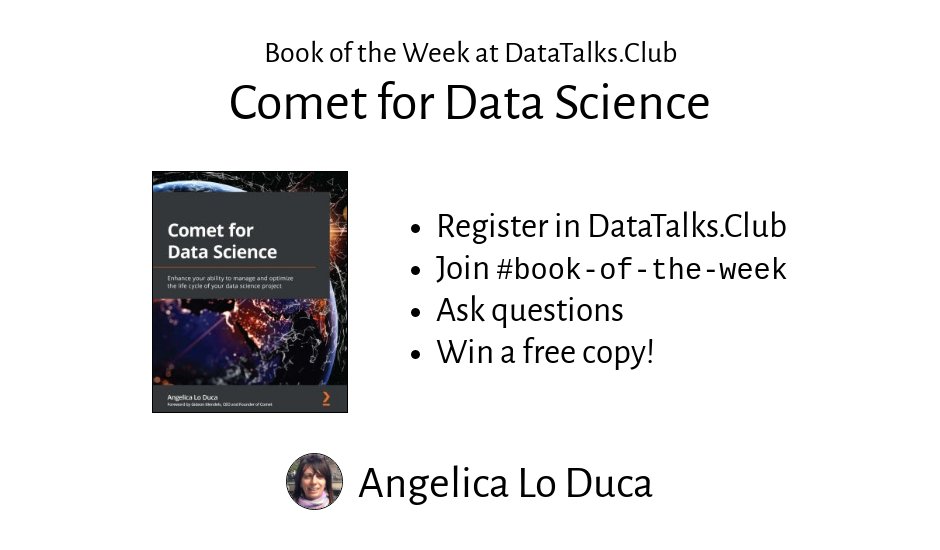 Book of the Week at DataTalks.Club
Comet for Data Science
Comet for
Data Science
Enhance your ability to manage and optimize
the life cycle of your data science project
Angelica Lo Duca
Foreword by Gideon Mendels, CEO and Founder of Comet
• Register in DataTalks.Club
• Join #book-of-the-week
• Ask questions
• Win a free copy!
Angelica Lo Duca